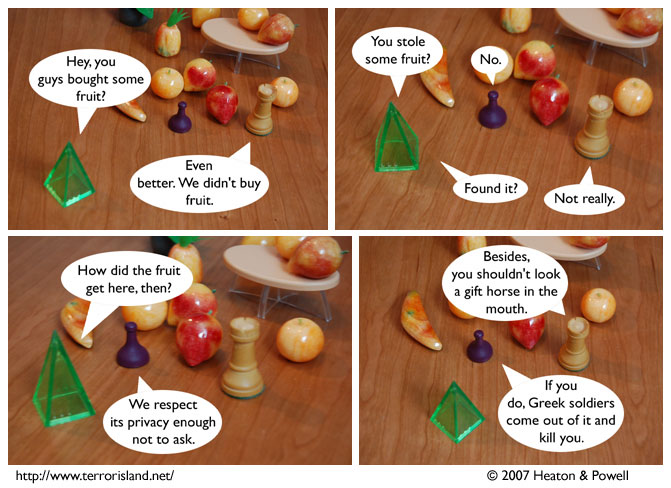 Hey, you
guys bought some
fruit?
Even
better. We didn't buy
fruit.
You stole
some fruit?
No.
Found it?
Not really.
How did the fruit
get here, then?
We respect
its privacy enough
not to ask.
Besides,
you shouldn't look
a gift horse in the
mouth.
If you
do, Greek soldiers
come out of it and
kill you.
http://www.terrorisland.net/
© 2007 Heaton & Powell